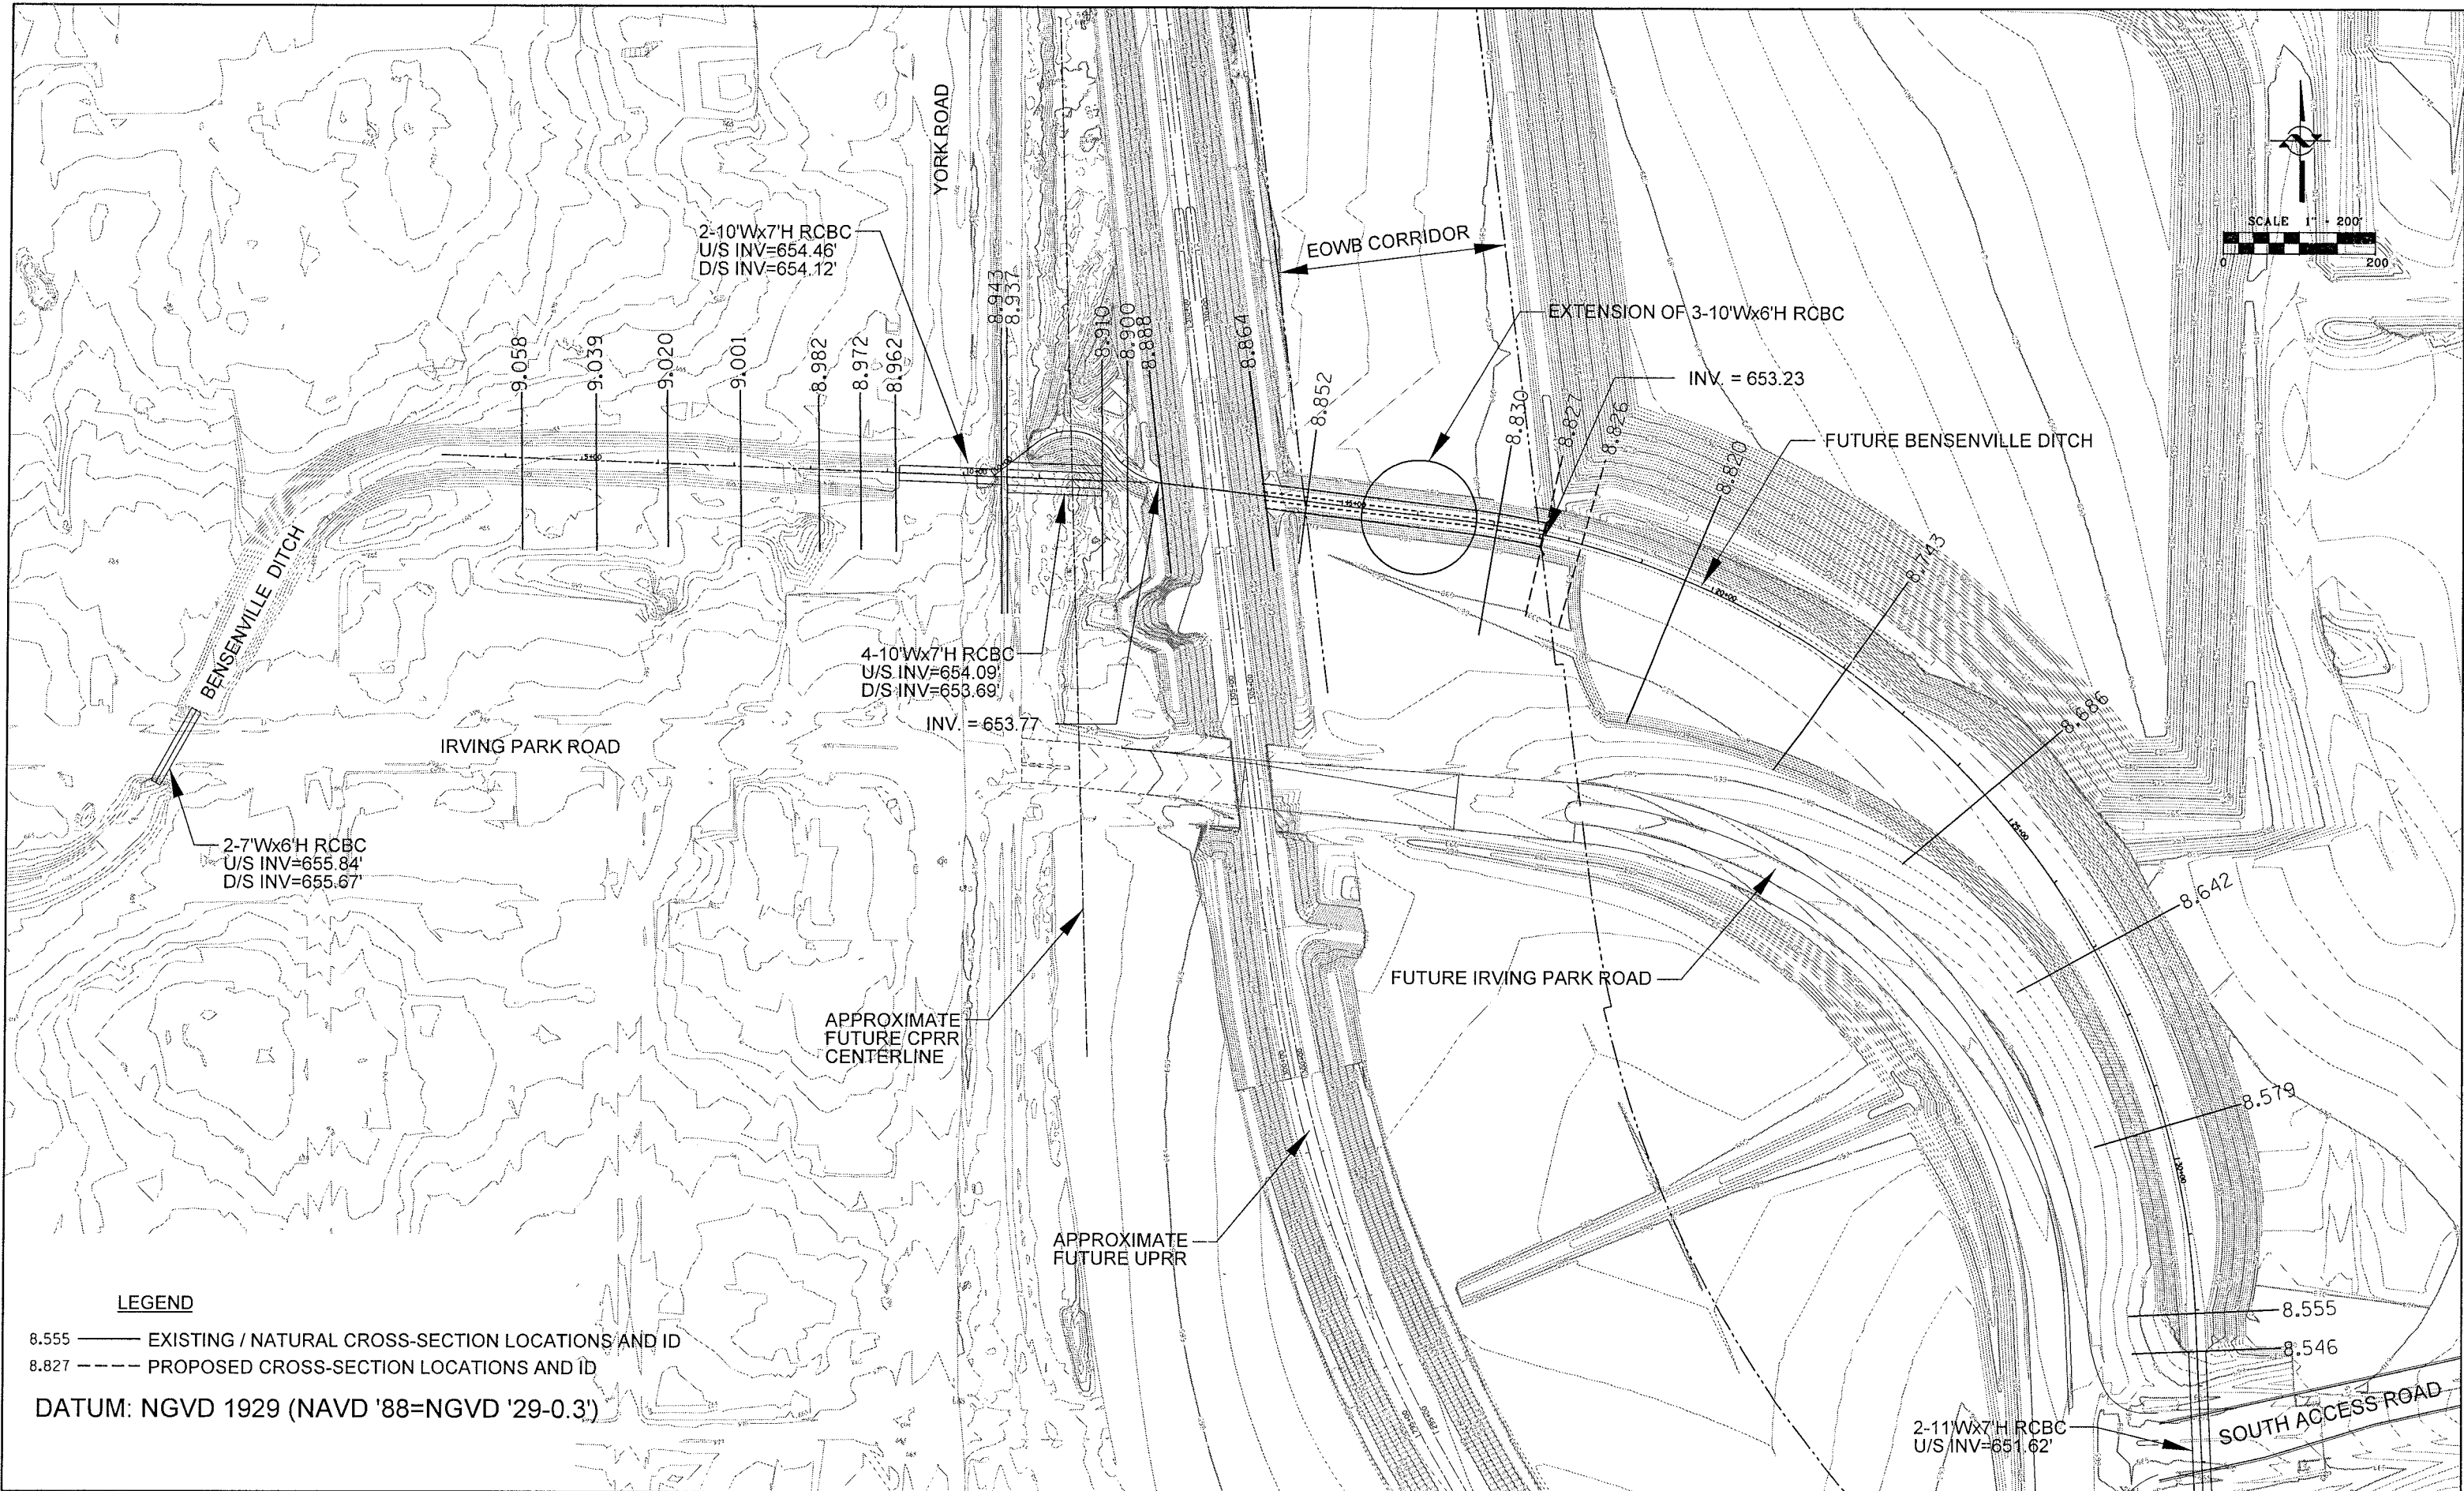 YORK ROAD
2-10'Wx7'H RCBC
U/S INV=654.46'
D/S INV=654.12'
EOWB CORRIDOR
SCALE 1" = 200'
0 200
EXTENSION OF 3-10'Wx6'H RCBC
INV. = 653.23
FUTURE BENSENVILLE DITCH
9.058
9.039
9.020
9.001
8.982
8.972
8.962
8.943
8.937
8.910
8.900
8.888
8.864
8.852
8.830
8.827
8.826
8.820
8.743
8.686
8.642
8.579
8.555
8.546
BENSENVILLE DITCH
4-10'Wx7'H RCBC
U/S INV=654.09'
D/S INV=653.69'
INV. = 653.77
IRVING PARK ROAD
2-7'Wx6'H RCBC
U/S INV=655.84'
D/S INV=655.67'
FUTURE IRVING PARK ROAD
APPROXIMATE
FUTURE CPRR
CENTERLINE
APPROXIMATE
FUTURE UPRR
2-11'Wx7'H RCBC
U/S INV=651.62'
SOUTH ACCESS ROAD
LEGEND
8.555 EXISTING / NATURAL CROSS-SECTION LOCATIONS AND ID
8.827 PROPOSED CROSS-SECTION LOCATIONS AND ID
DATUM: NGVD 1929 (NAVD '88=NGVD '29-0.3')